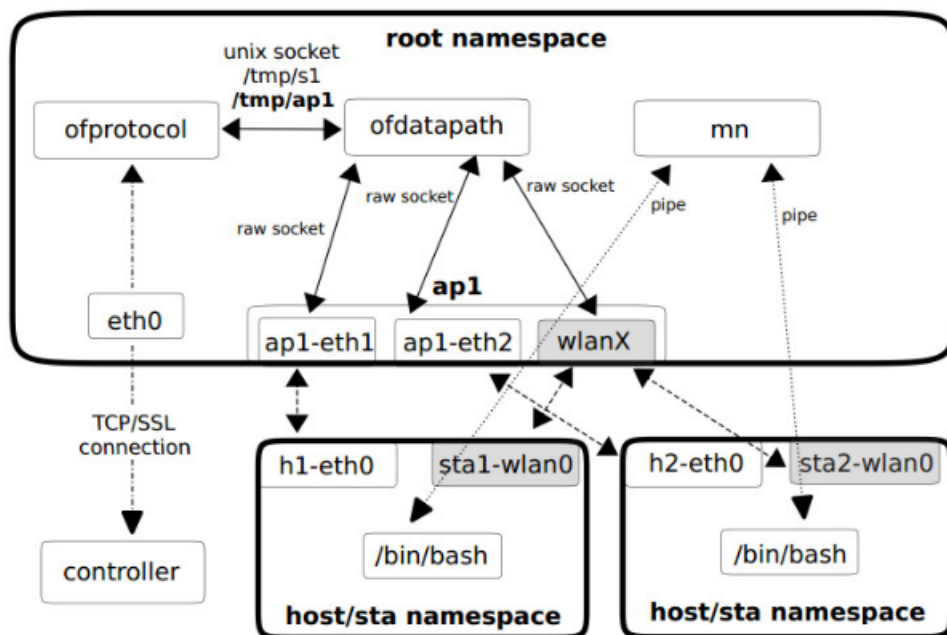 root namespace
unix socket
/tmp/s1
/tmp/ap1
ofprotocol
ofdatapath
mn
raw socket
raw socket
raw socket
pipe
pipe
ap1
eth0
ap1-eth1
ap1-eth2
wlanX
TCP/SSL
connection
h1-eth0
sta1-wlan0
h2-eth0
sta2-wlan0
controller
/bin/bash
/bin/bash
host/sta namespace
host/sta namespace